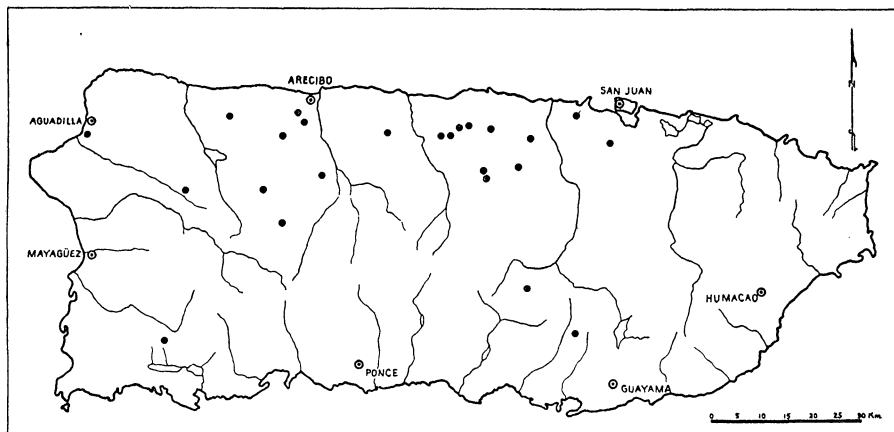 ARECIBO
SAN JUAN
AGUADILLA
N
MAYAGÜEZ
HUMACAO
PONCE
GUAYAMA
0 5 10 15 20 25 30 Km.